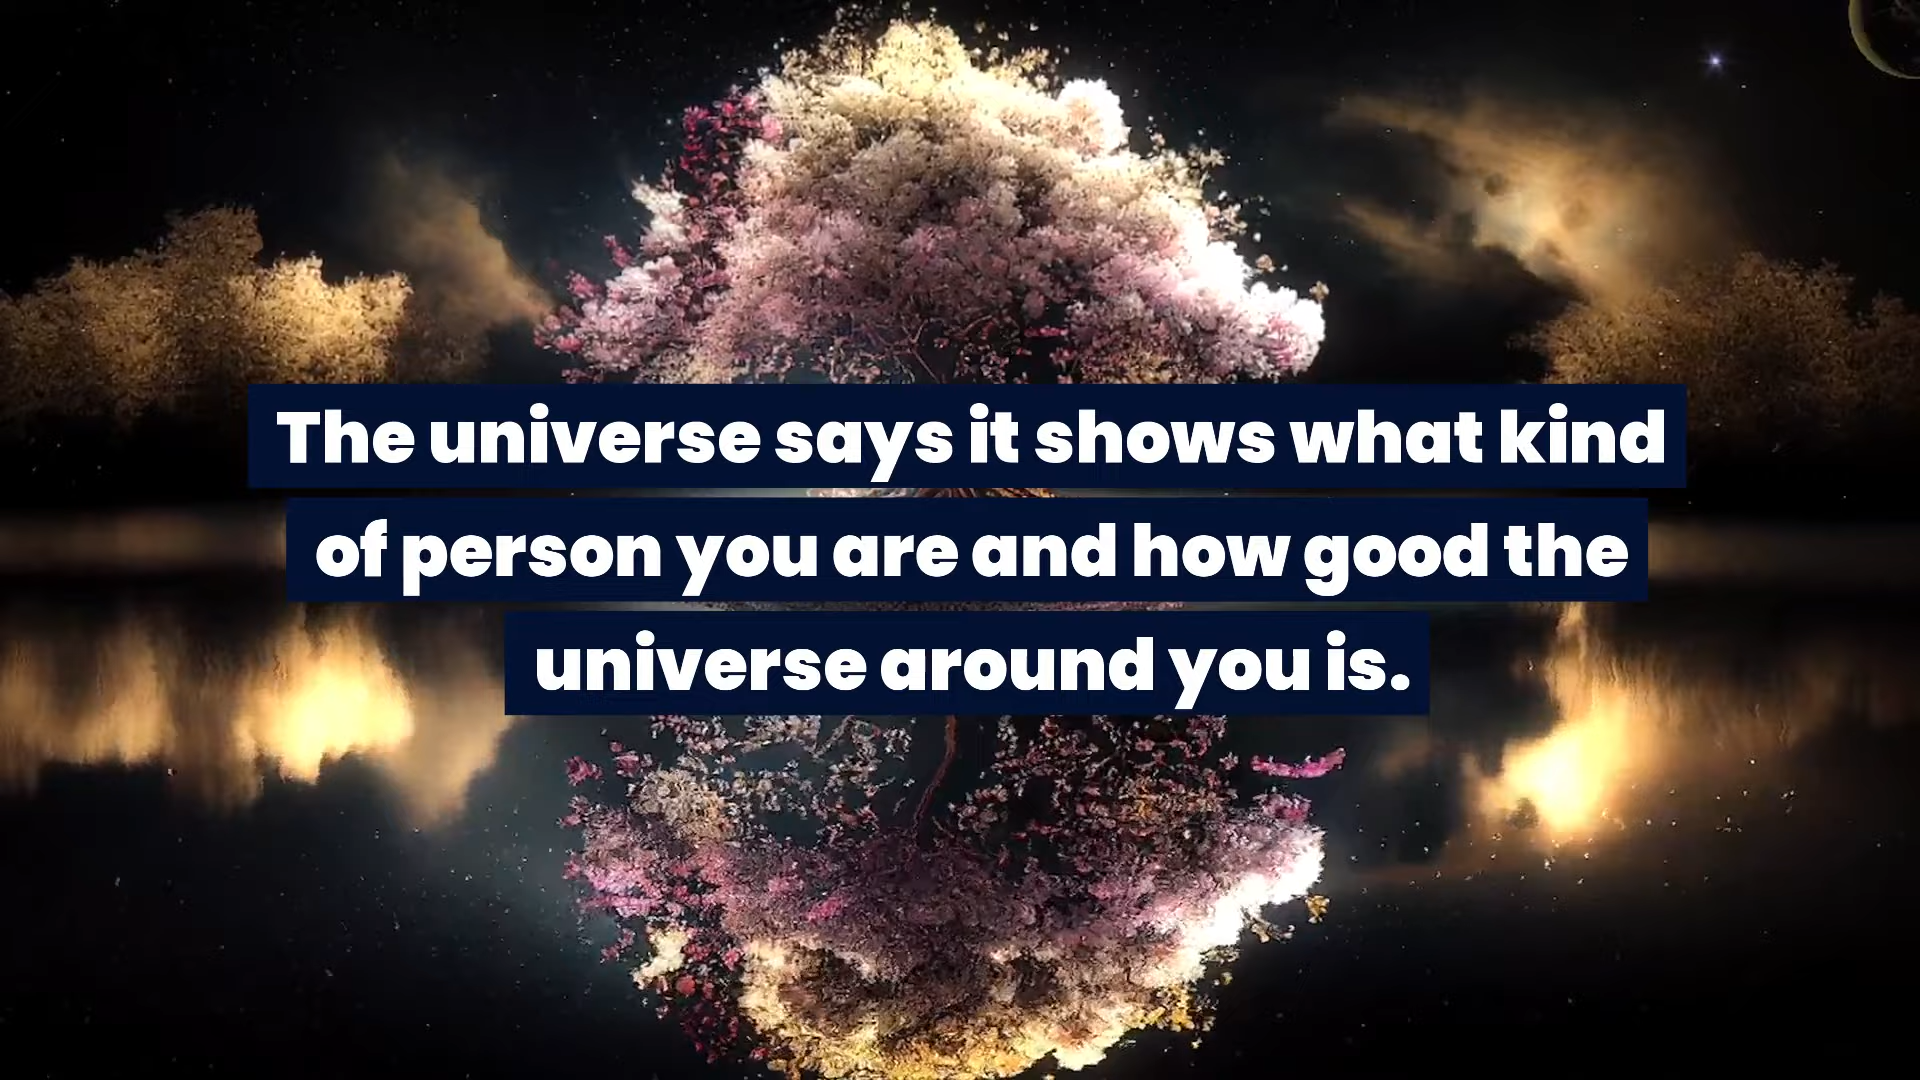 The universe says it shows what kind
of person you are and how good the
universe around you is.